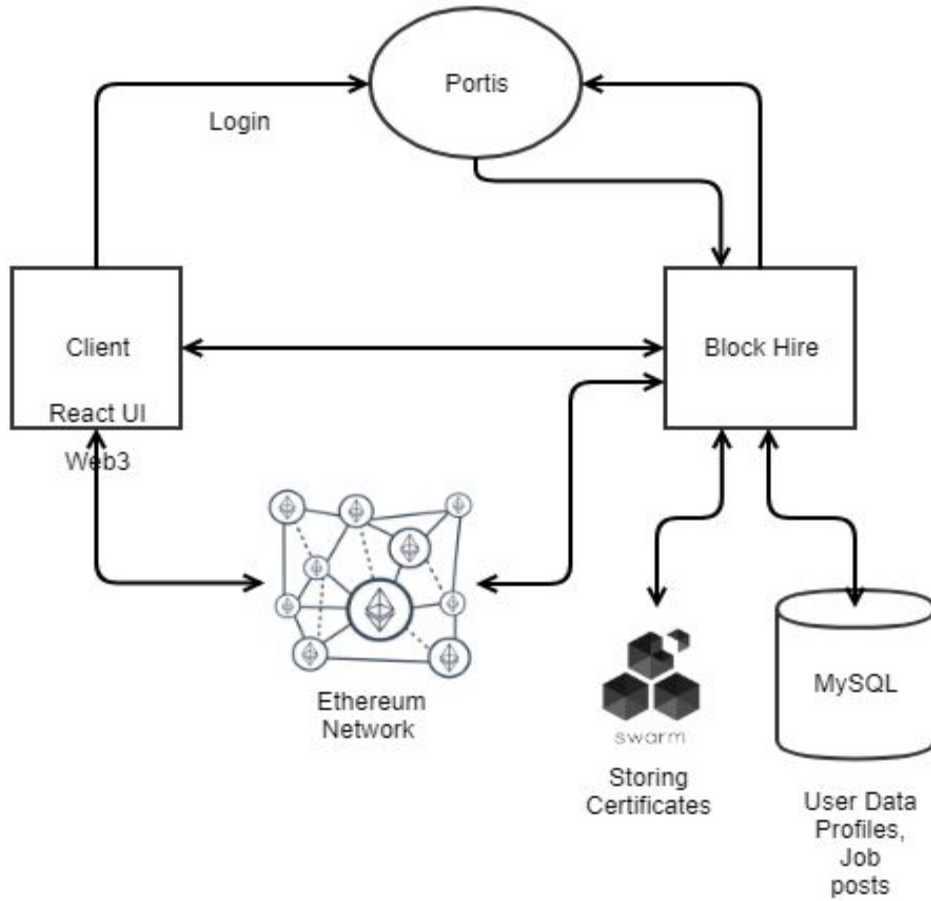 Portis
Login
Client
React UI
Web3
Block Hire
Ethereum
Network
swarm
Storing
Certificates
MySQL
User Data
Profiles,
Job
posts